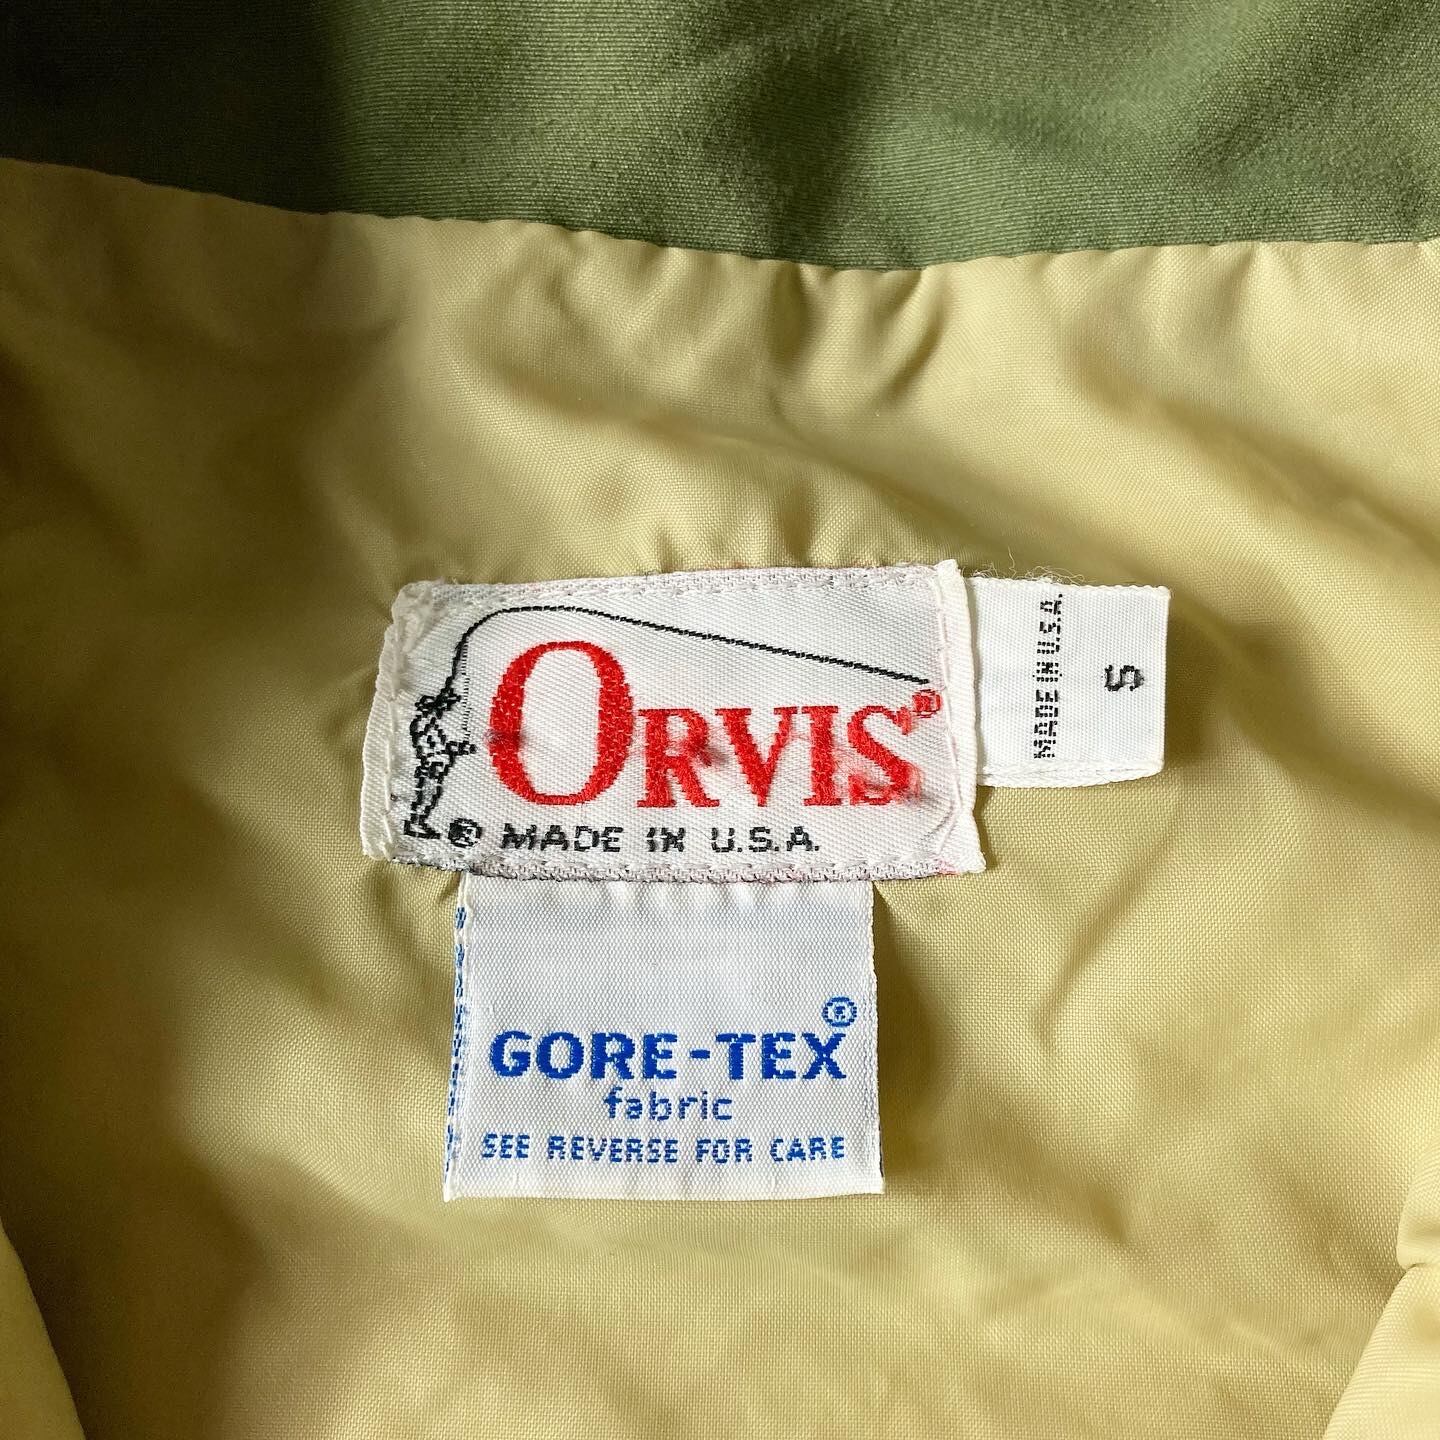 ORVIS®
® MADE IN U.S.A.
MADE IN U.S.A.
S
GORE-TEX®
fabric
SEE REVERSE FOR CARE